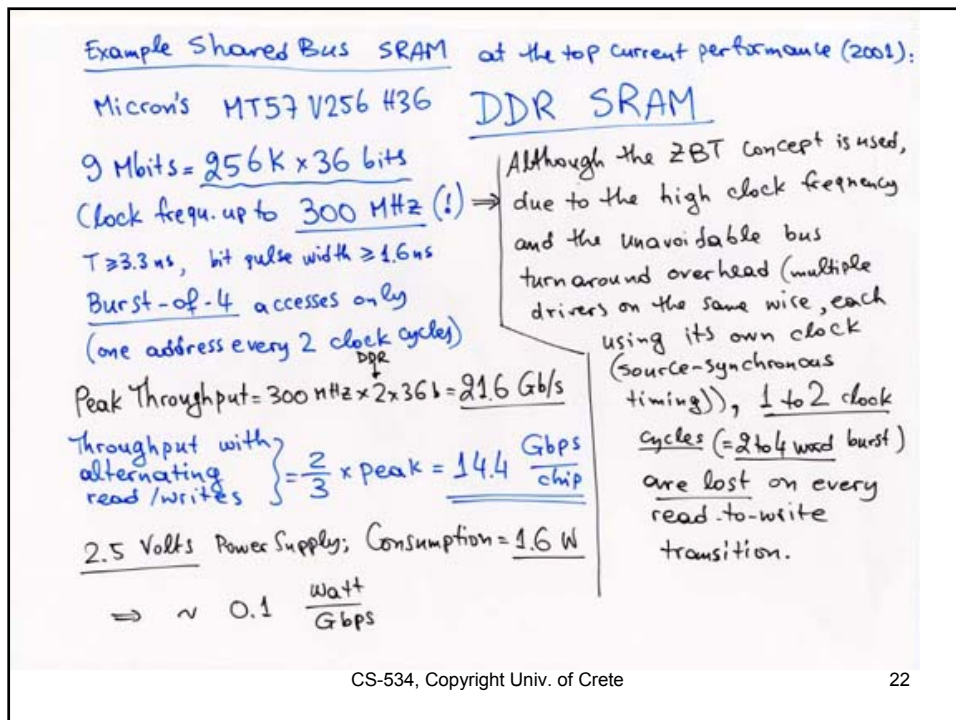 Example Shared Bus SRAM at the top current performance (2001):
Micron's MT57 V256 H36 DDR SRAM
9 Mbits = 256K x 36 bits
Clock frequ. up to 300 MHz (!) ⇒
T ≥ 3.3 ns, bit pulse width ≥ 1.6 ns
Burst-of-4 accesses only
(one address every 2 clock cycles)
DDR
↓
Peak Throughput = 300 MHz × 2 x 36 b = 21.6 Gb/s
Throughput with
alternating
read/writes } = 2/3 × peak = 14.4 Gbps/chip
2.5 Volts Power Supply; Consumption = 1.6 W
⇒ ~ 0.1 Watt/Gbps
Although the ZBT concept is used,
due to the high clock frequency
and the unavoidable bus
turnaround overhead (multiple
drivers on the same wire, each
using its own clock
(source-synchronous
timing)), 1 to 2 clock
cycles (= 2 to 4 word burst)
are lost on every
read-to-write
transition.
CS-534, Copyright Univ. of Crete 22